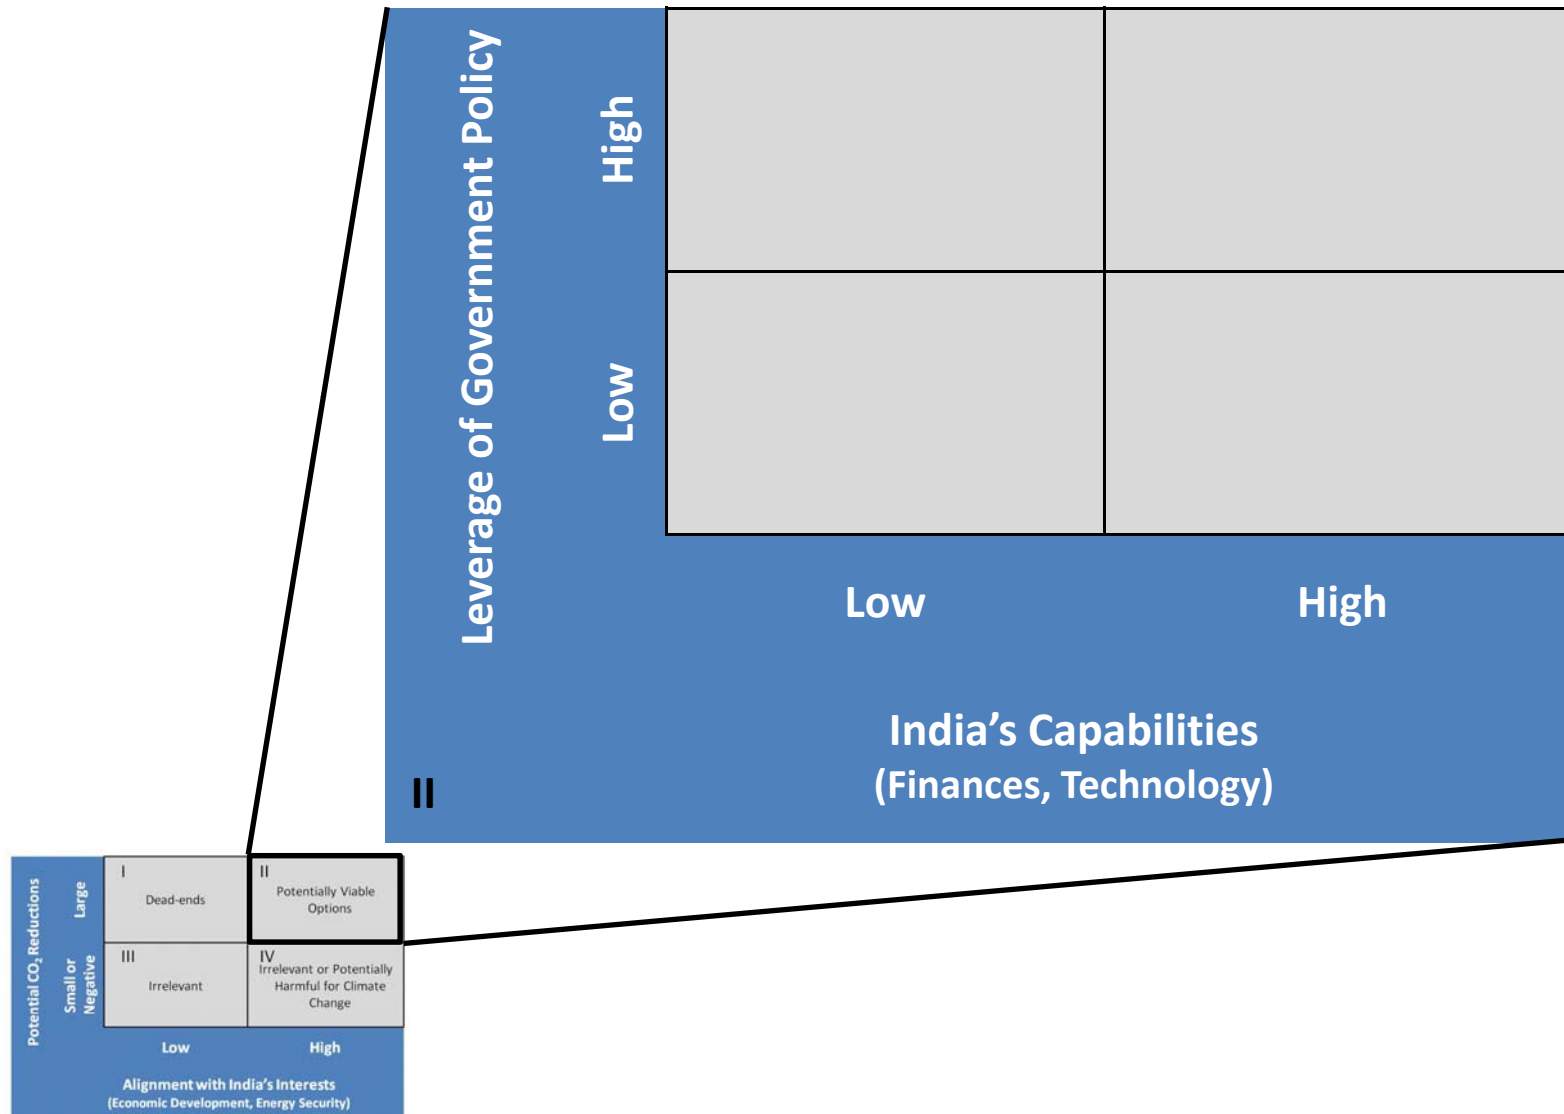 Leverage of Government Policy
High
Low
Low
High
India’s Capabilities
(Finances, Technology)
II
Potential CO₂ Reductions
Large
Small or
Negative
I
Dead-ends
II
Potentially Viable
Options
III
Irrelevant
IV
Irrelevant or Potentially
Harmful for Climate
Change
Low
High
Alignment with India’s Interests
(Economic Development, Energy Security)